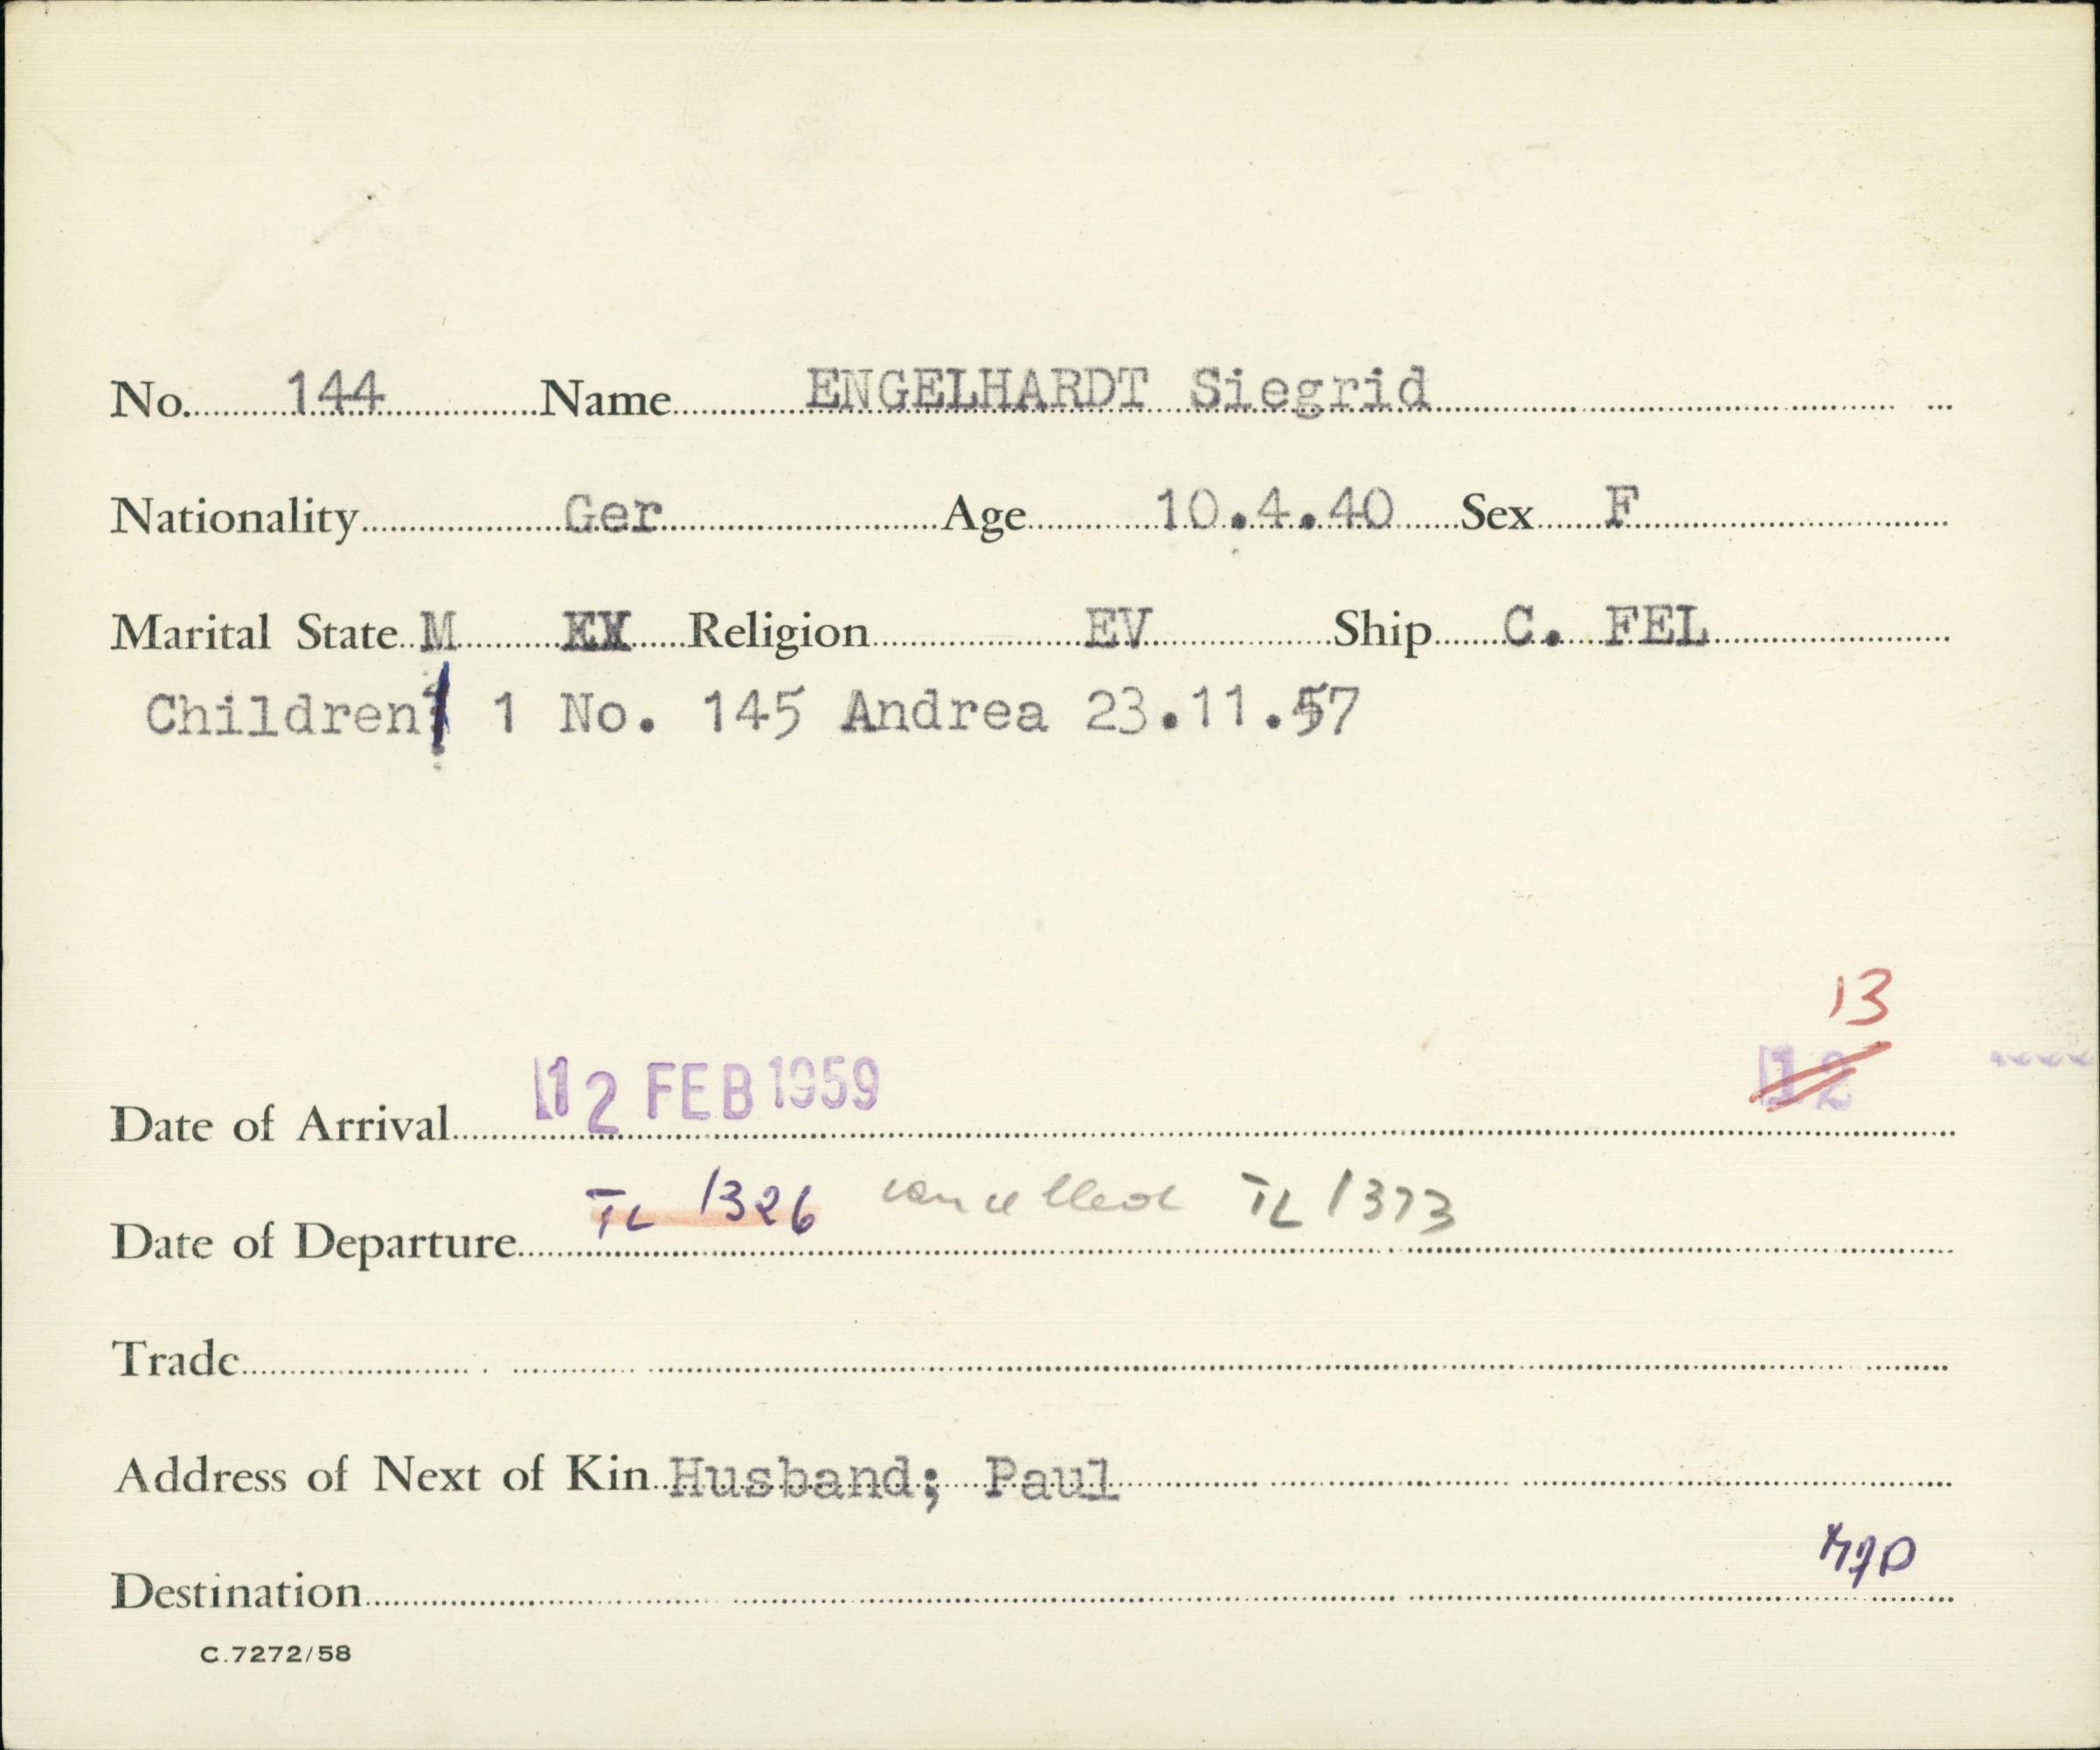 No. 144 Name ENGELHARDT Siegrid
Nationality Ger Age 10.4.40 Sex F
Marital State M XX Religion EV Ship C. FEL
Children 1 No. 145 Andrea 23.11.57
13
12
Date of Arrival 12 FEB 1959
Date of Departure TL 1326 cancelled TL 1373
Trade
Address of Next of Kin Husband; Paul
Destination
C.7272/58